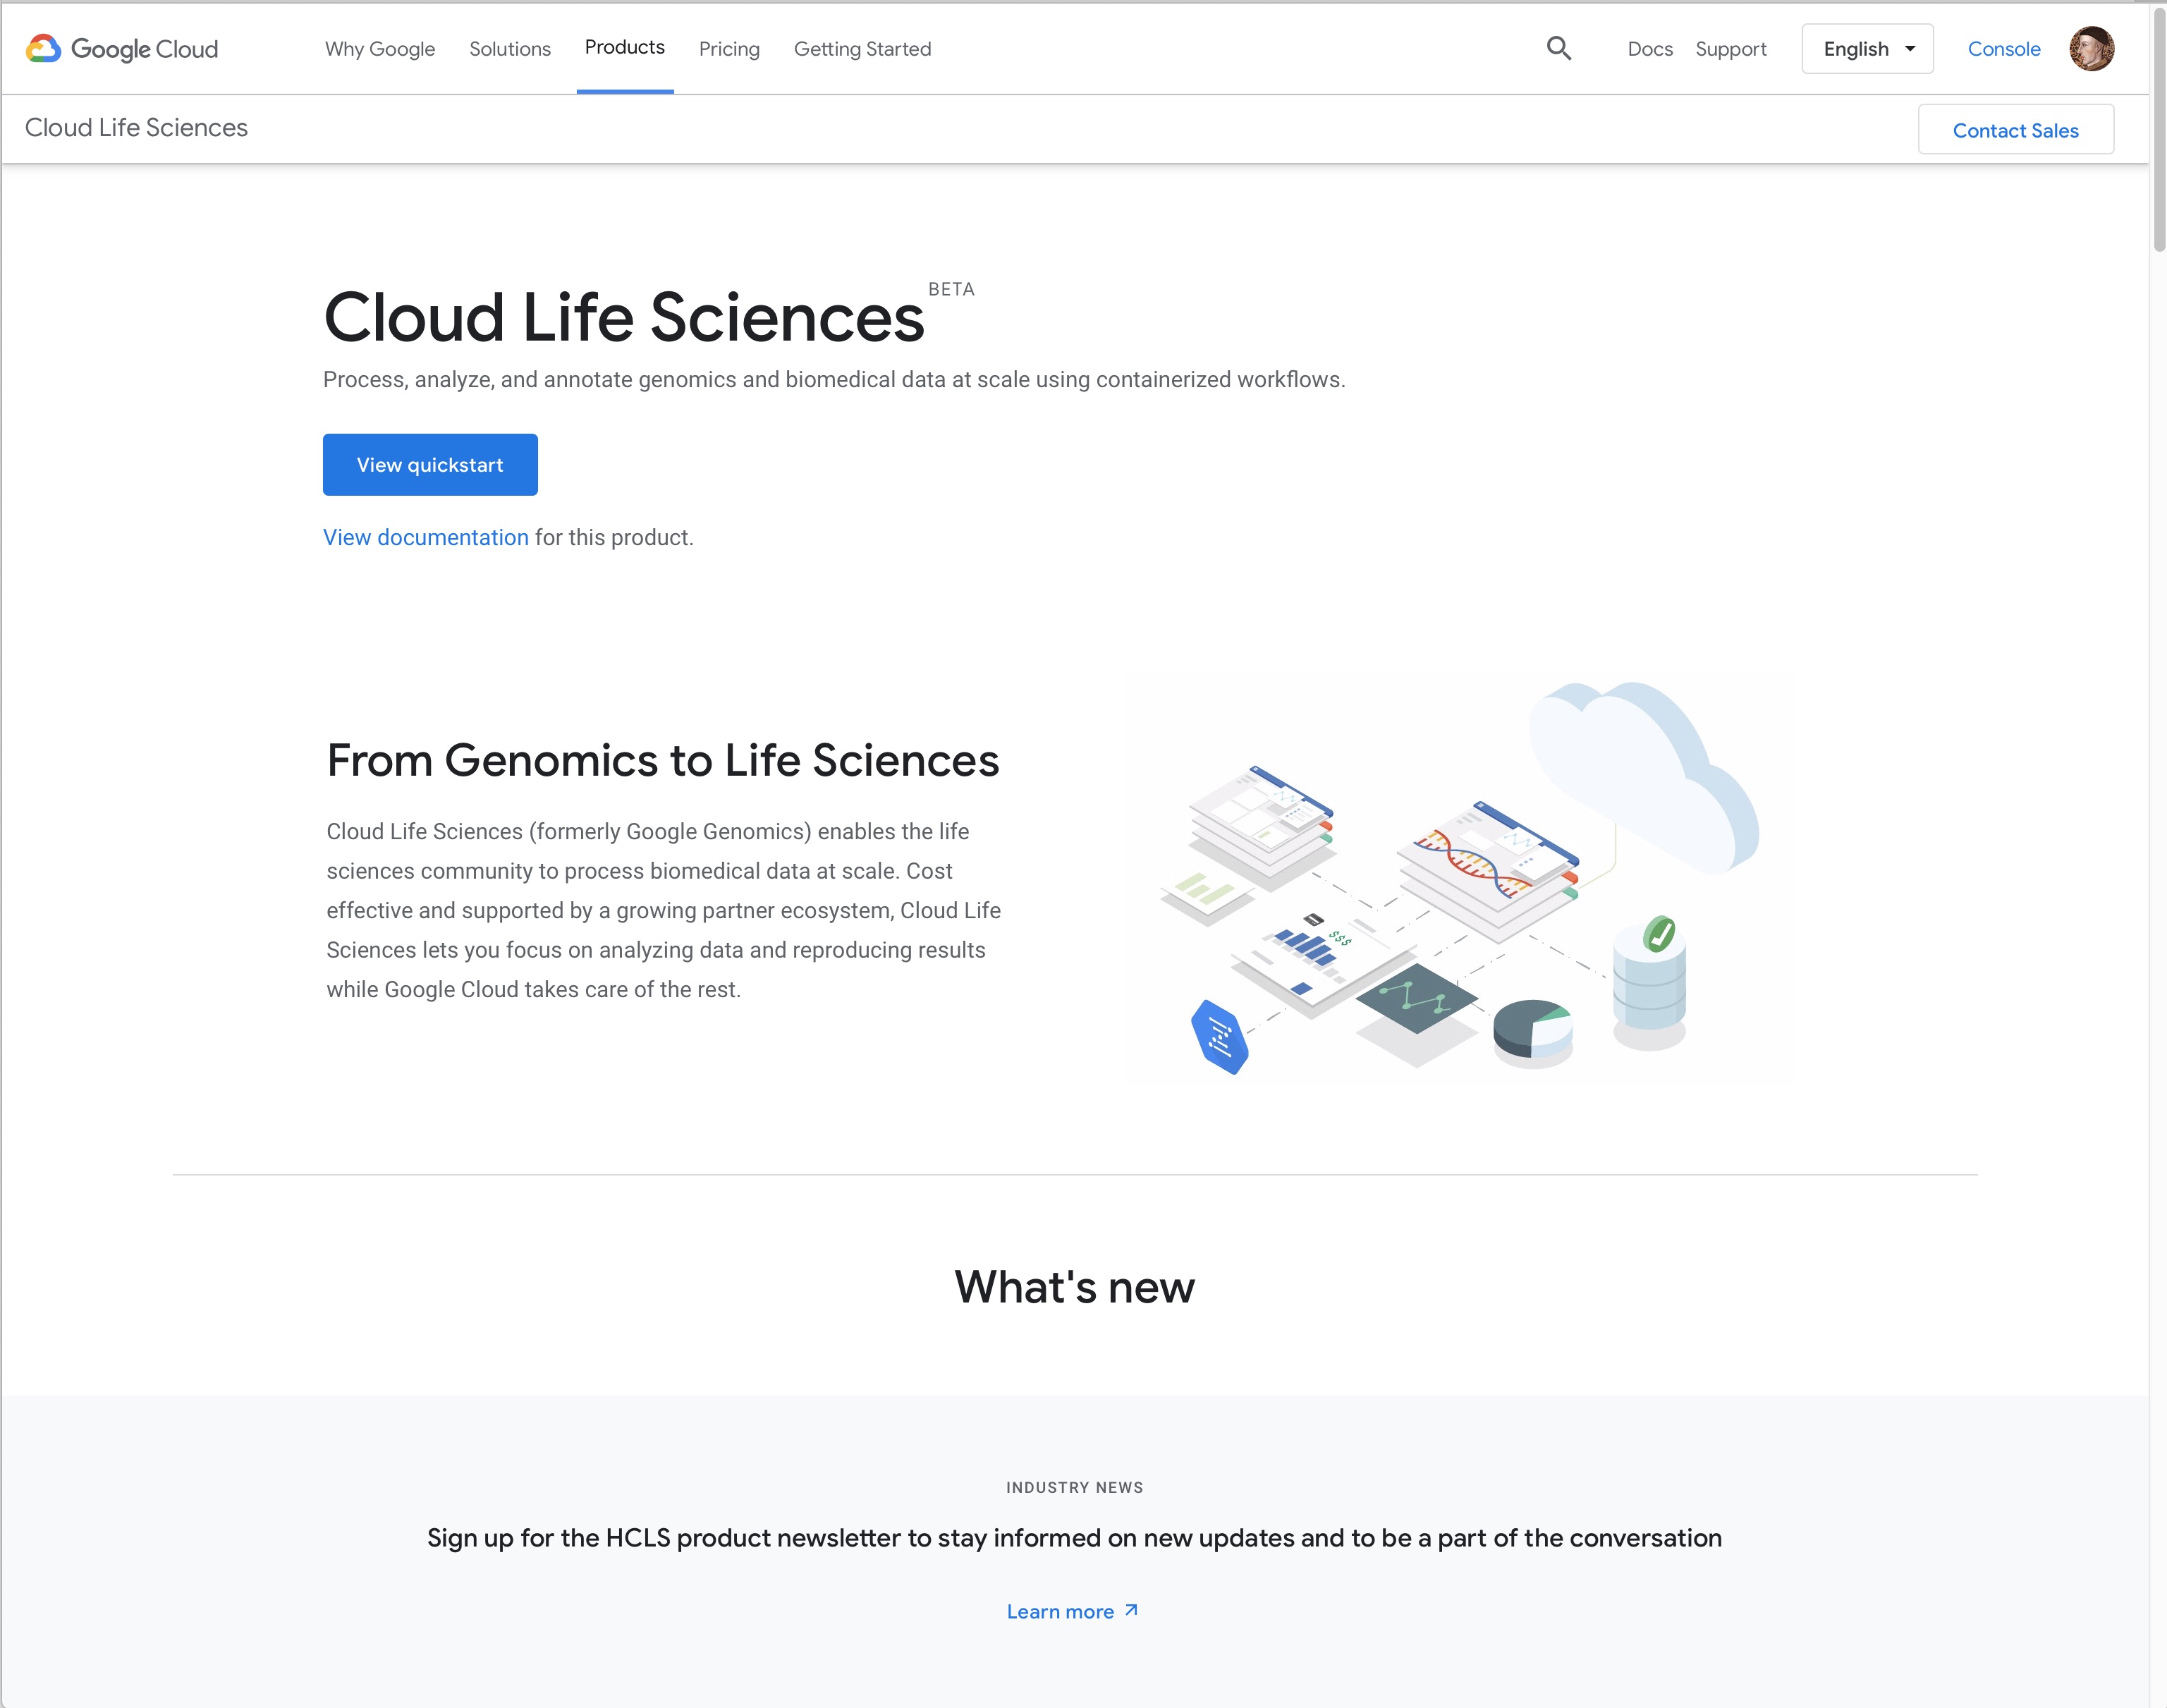 Google Cloud
Why Google Solutions Products Pricing Getting Started
Docs Support English Console
Cloud Life Sciences
Contact Sales
Cloud Life Sciences BETA
Process, analyze, and annotate genomics and biomedical data at scale using containerized workflows.
View quickstart
View documentation for this product.
From Genomics to Life Sciences
Cloud Life Sciences (formerly Google Genomics) enables the life
sciences community to process biomedical data at scale. Cost
effective and supported by a growing partner ecosystem, Cloud Life
Sciences lets you focus on analyzing data and reproducing results
while Google Cloud takes care of the rest.
$$$
What's new
INDUSTRY NEWS
Sign up for the HCLS product newsletter to stay informed on new updates and to be a part of the conversation
Learn more